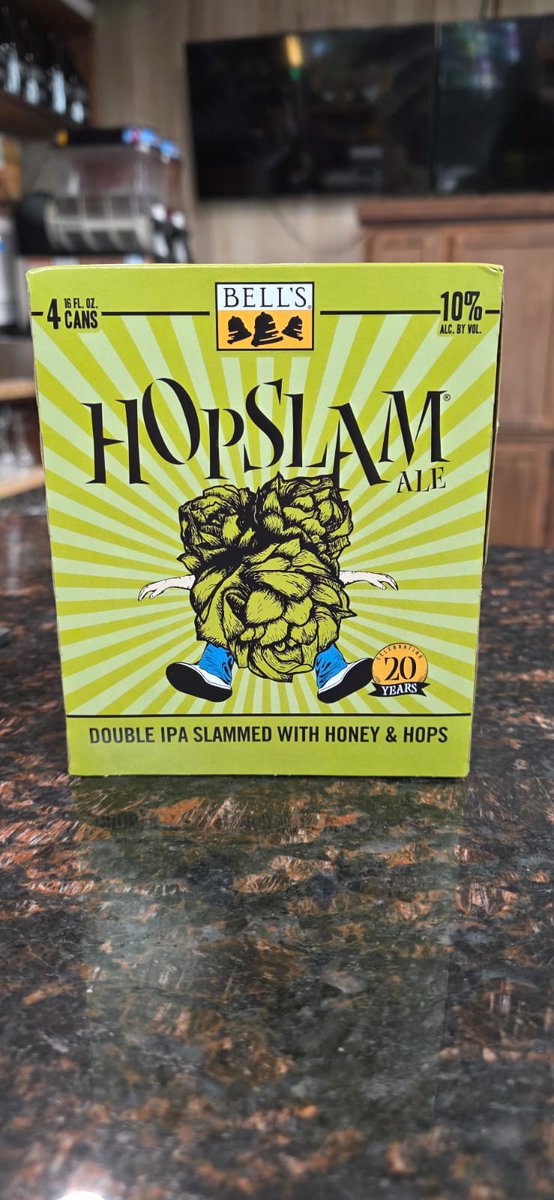 4 16 FL. OZ. CANS
BELL'S®
10%
ALC. BY VOL.
HOPSLAM®
ALE
CELEBRATING
20
YEARS
DOUBLE IPA SLAMMED WITH HONEY & HOPS